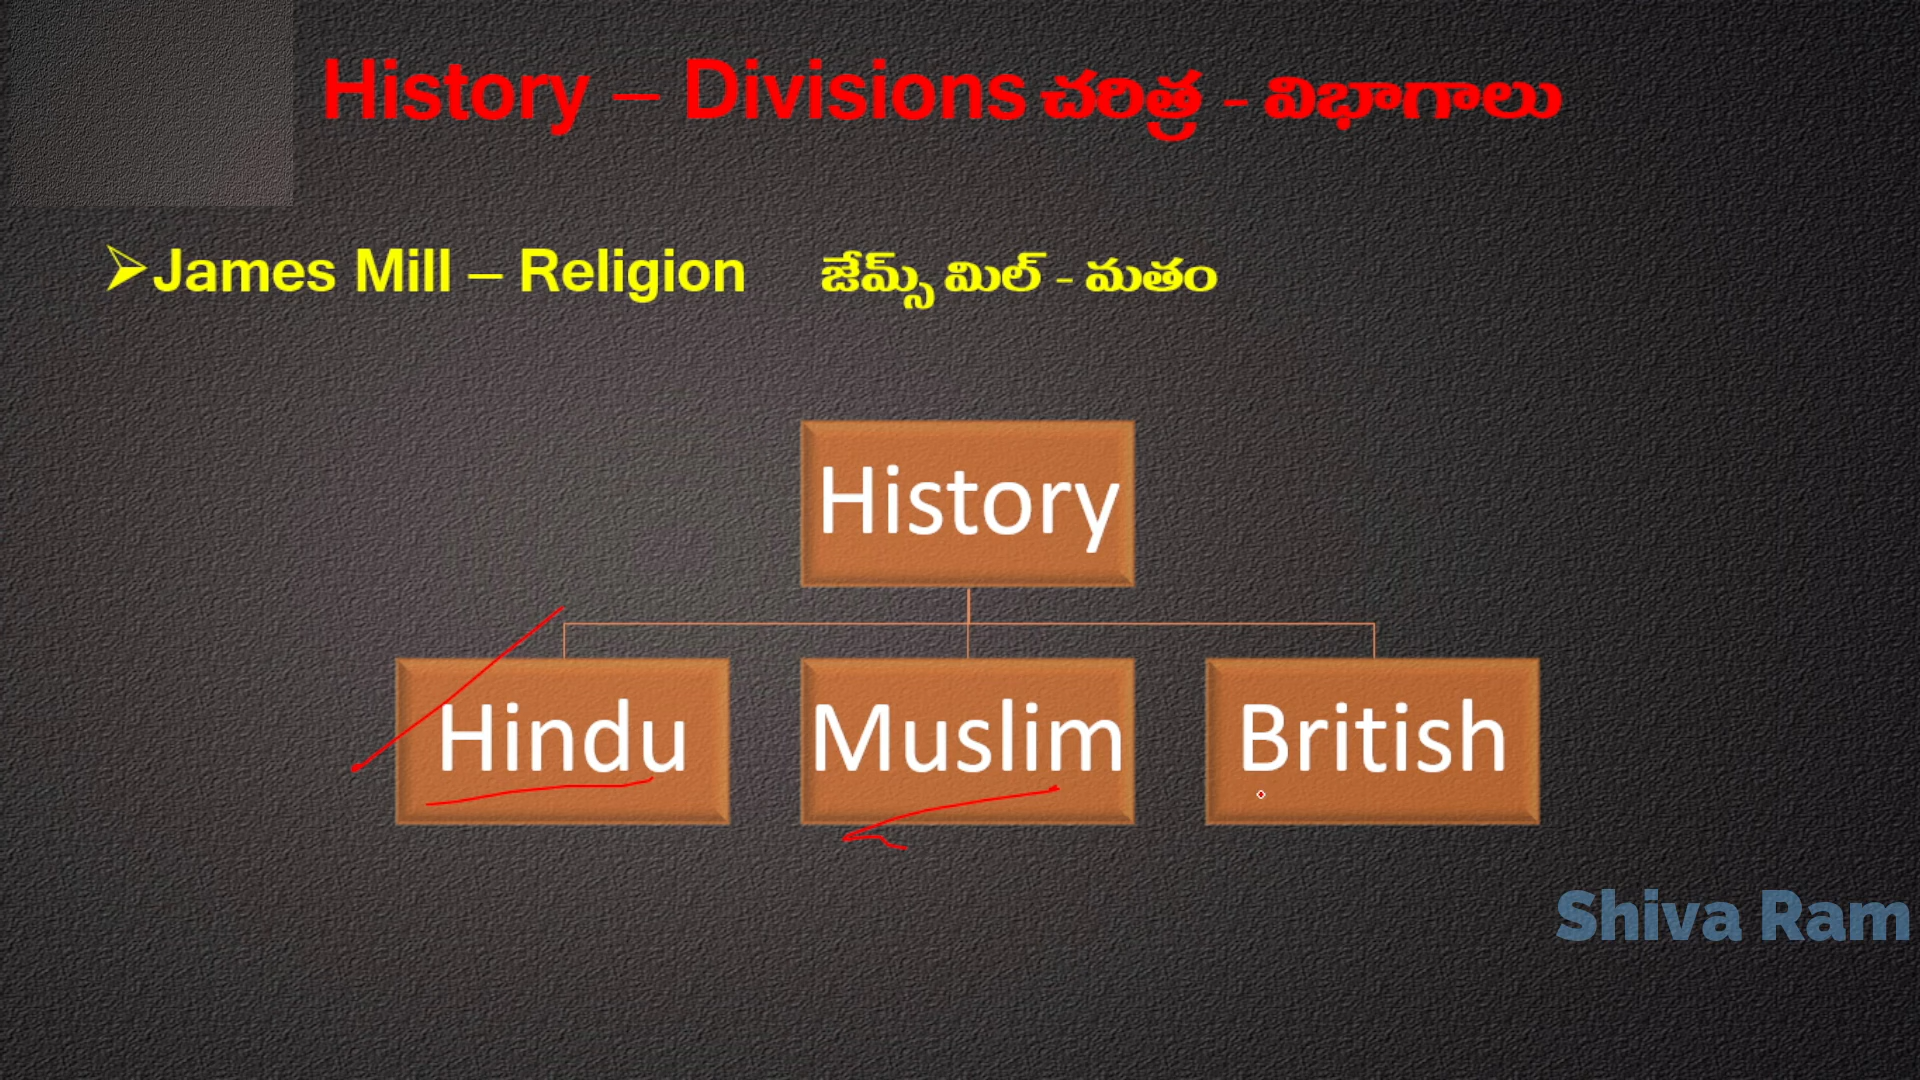 History – Divisions చరిత్ర - విభాగాలు
➢James Mill – Religion జేమ్స్ మిల్ - మతం
History
Hindu Muslim British
Shiva Ram